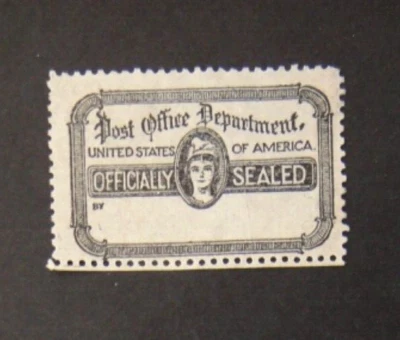 Post Office Department.
UNITED STATES OF AMERICA.
OFFICIALLY SEALED
BY